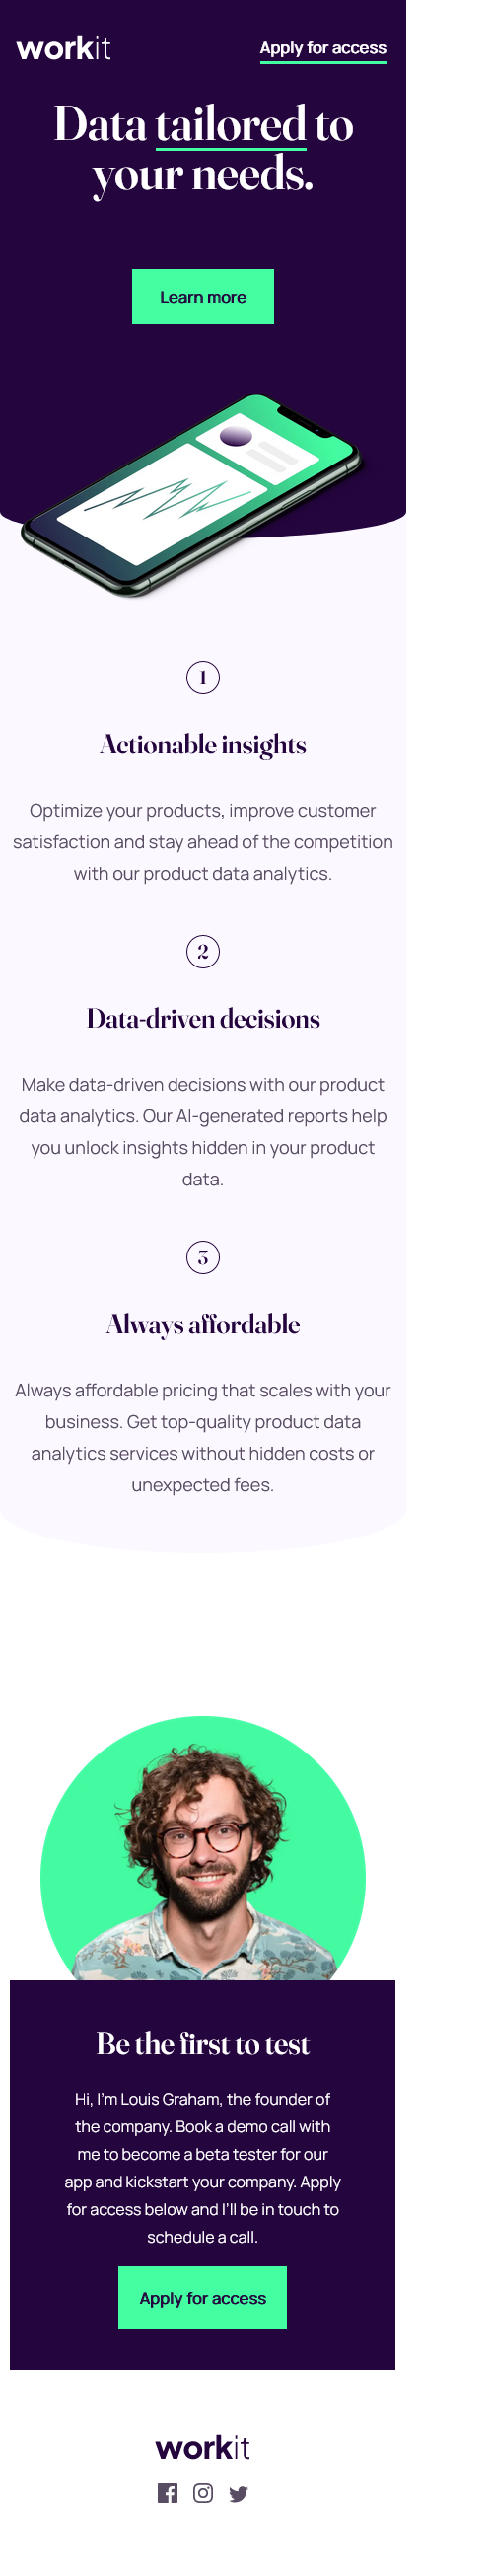 workit
Apply for access
Data tailored to
your needs.
Learn more
1
Actionable insights
Optimize your products, improve customer
satisfaction and stay ahead of the competition
with our product data analytics.
2
Data-driven decisions
Make data-driven decisions with our product
data analytics. Our AI-generated reports help
you unlock insights hidden in your product
data.
3
Always affordable
Always affordable pricing that scales with your
business. Get top-quality product data
analytics services without hidden costs or
unexpected fees.
Be the first to test
Hi, I'm Louis Graham, the founder of
the company. Book a demo call with
me to become a beta tester for our
app and kickstart your company. Apply
for access below and I'll be in touch to
schedule a call.
Apply for access
workit